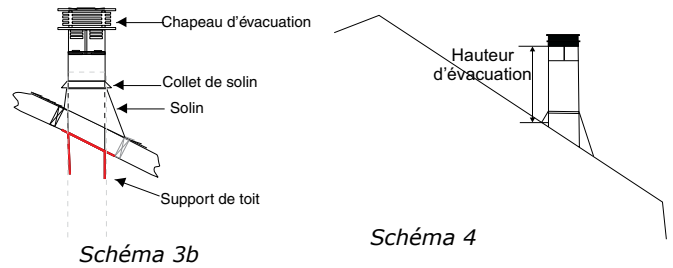 Chapeau d'évacuation
Collet de solin
Solin
Support de toit
Schéma 3b
Hauteur
d'évacuation
Schéma 4